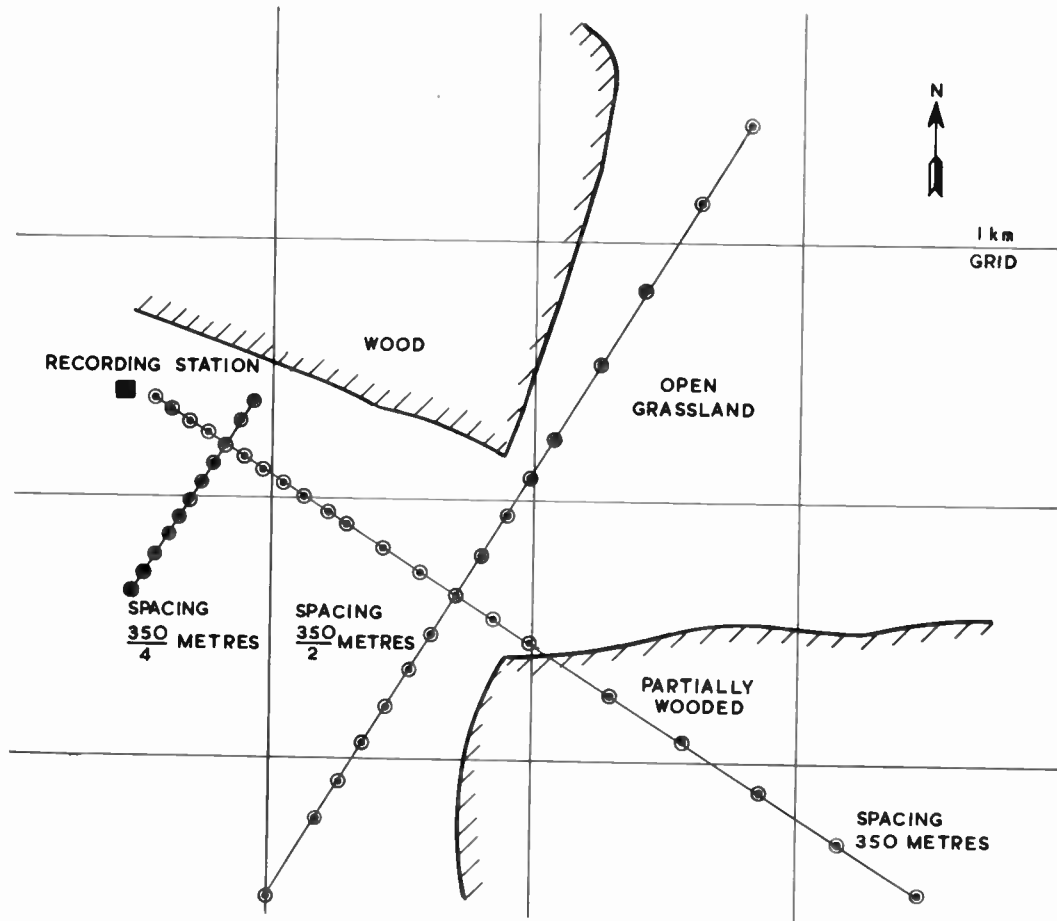 N
1 km
GRID
WOOD
RECORDING STATION
OPEN
GRASSLAND
SPACING
350
4
METRES
SPACING
350
2
METRES
PARTIALLY
WOODED
SPACING
350 METRES